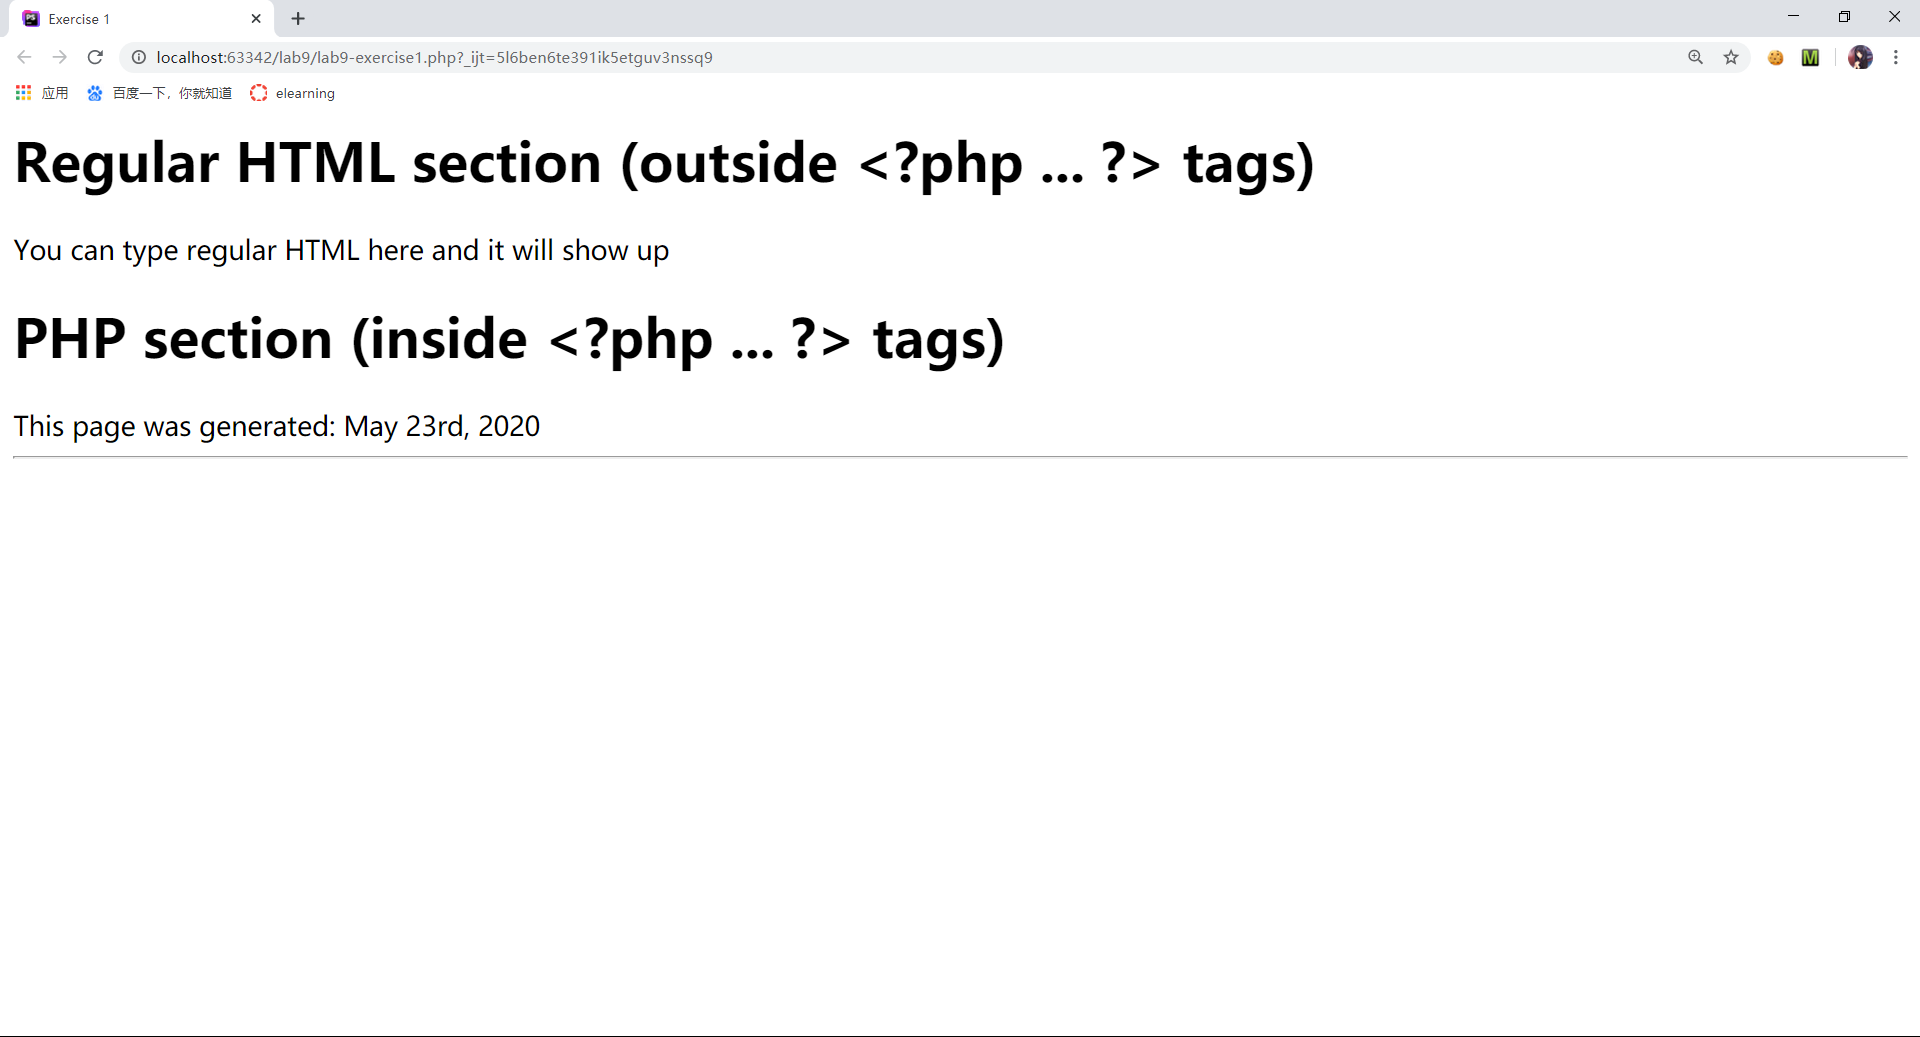 Exercise 1
localhost:63342/lab9/lab9-exercise1.php?_ijt=5l6ben6te391ik5etguv3nssq9
应用 百度一下，你就知道 elearning
Regular HTML section (outside <?php ... ?> tags)
You can type regular HTML here and it will show up
PHP section (inside <?php ... ?> tags)
This page was generated: May 23rd, 2020